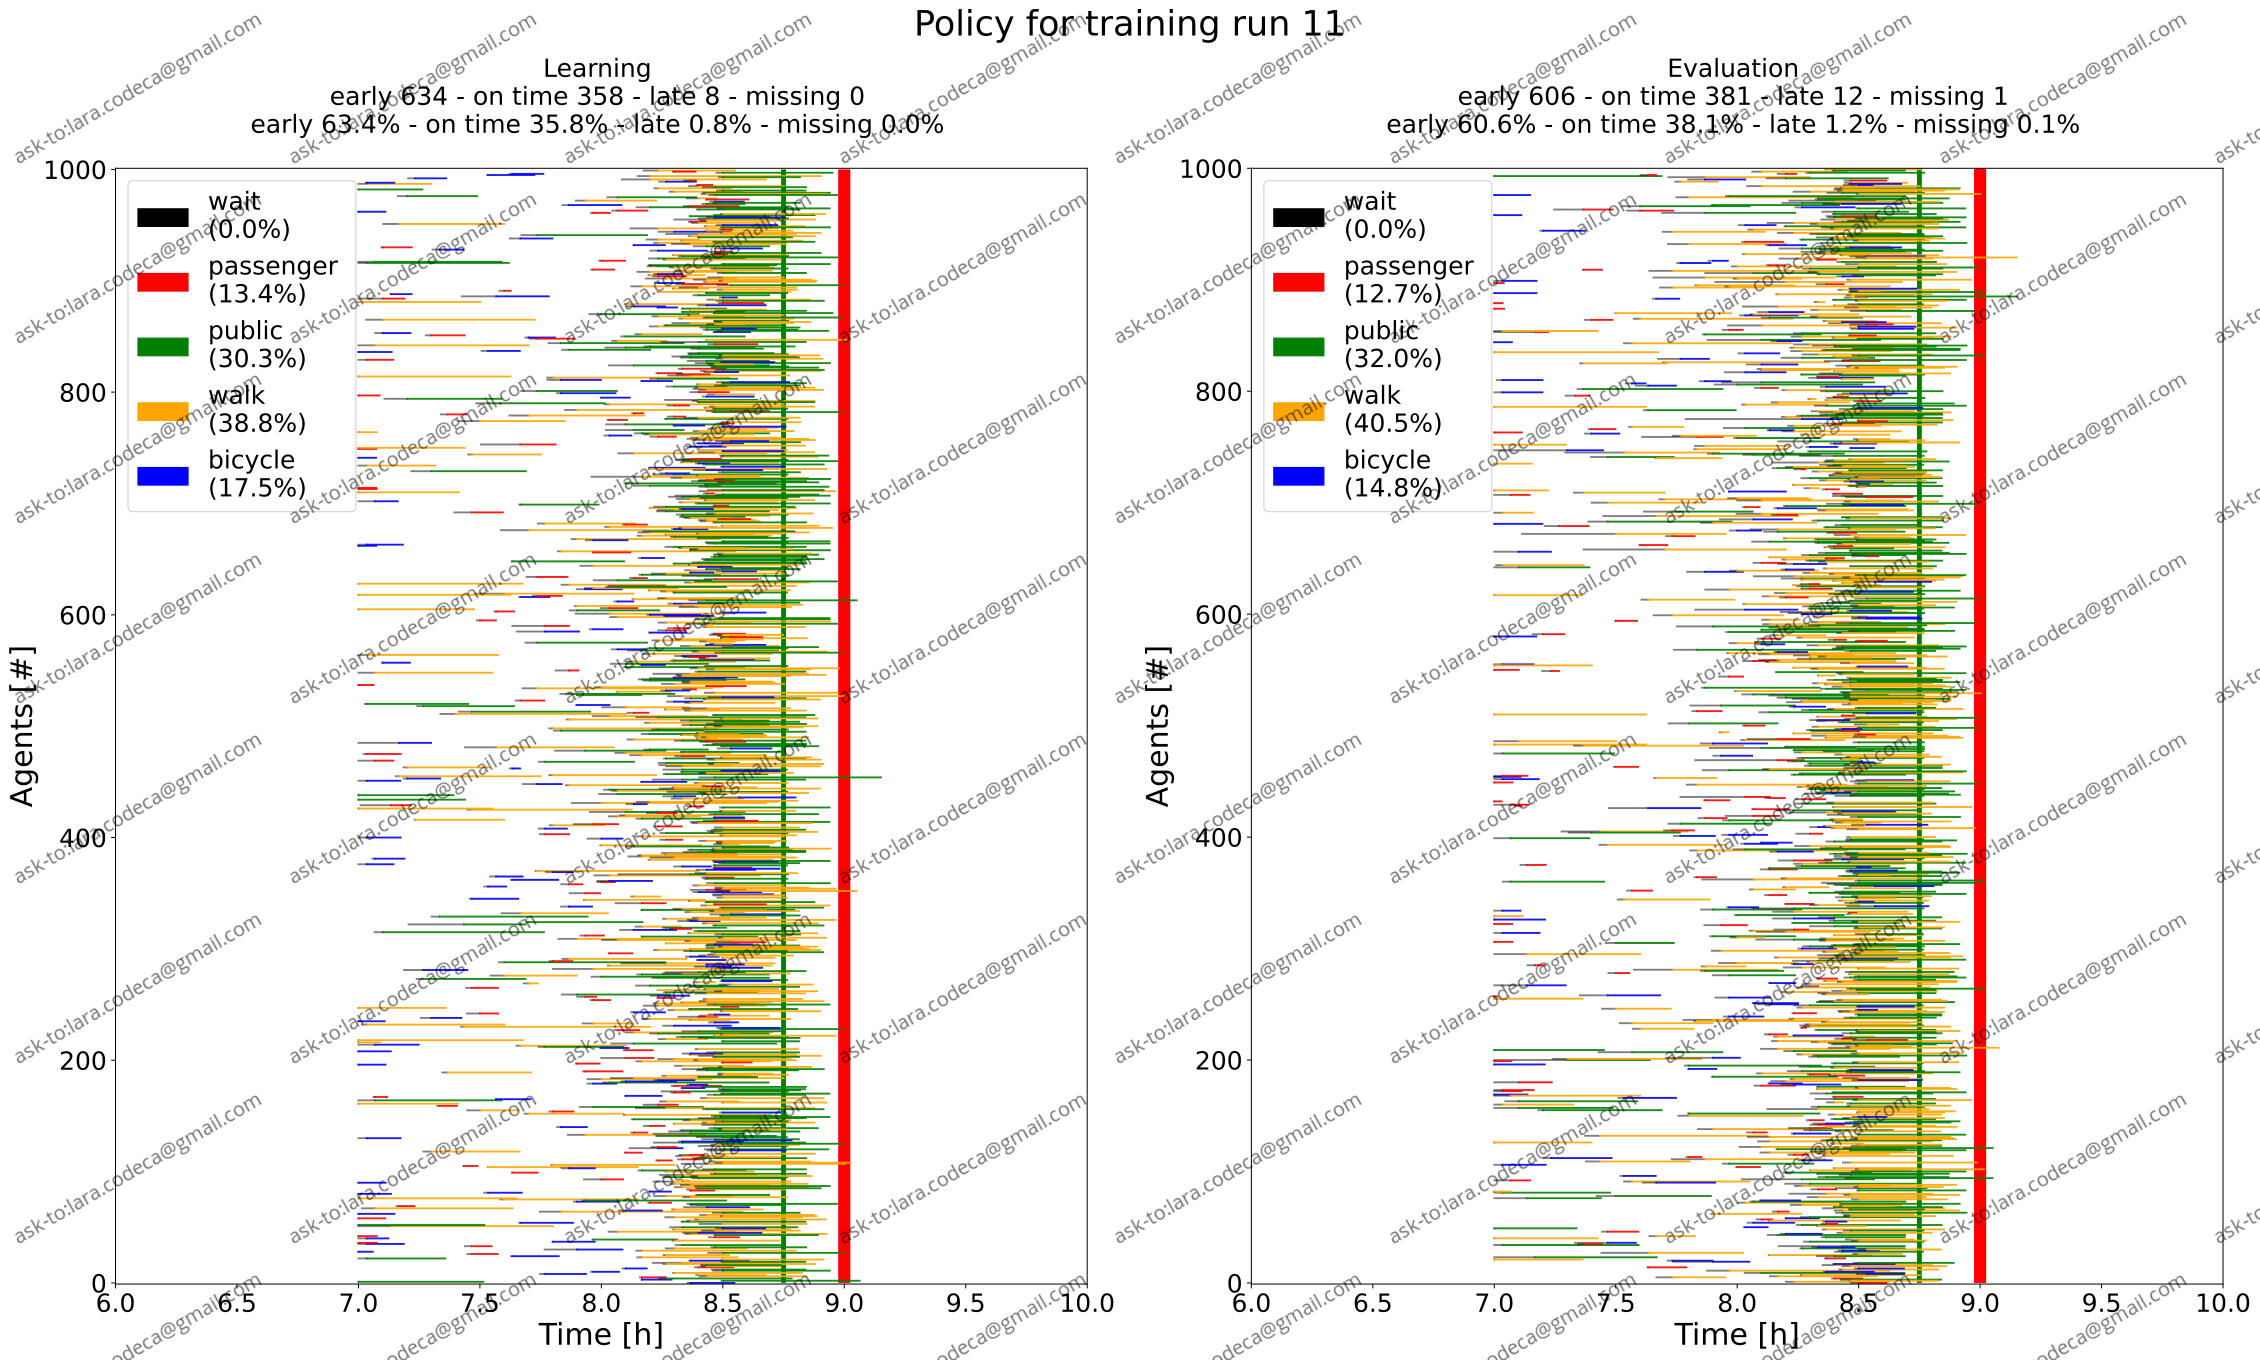 Policy for training run 11
Learning
early 634 - on time 358 - late 8 - missing 0
early 63.4% - on time 35.8% - late 0.8% - missing 0.0%
Evaluation
early 606 - on time 381 - late 12 - missing 1
early 60.6% - on time 38.1% - late 1.2% - missing 0.1%
wait
(0.0%)
passenger
(13.4%)
public
(30.3%)
walk
(38.8%)
bicycle
(17.5%)
1000
800
600
400
200
0
Agents [#]
6.0 6.5 7.0 7.5 8.0 8.5 9.0 9.5 10.0
Time [h]
wait
(0.0%)
passenger
(12.7%)
public
(32.0%)
walk
(40.5%)
bicycle
(14.8%)
1000
800
600
400
200
0
Agents [#]
6.0 6.5 7.0 7.5 8.0 8.5 9.0 9.5 10.0
Time [h]
ask-to:lara.codeca@gmail.com